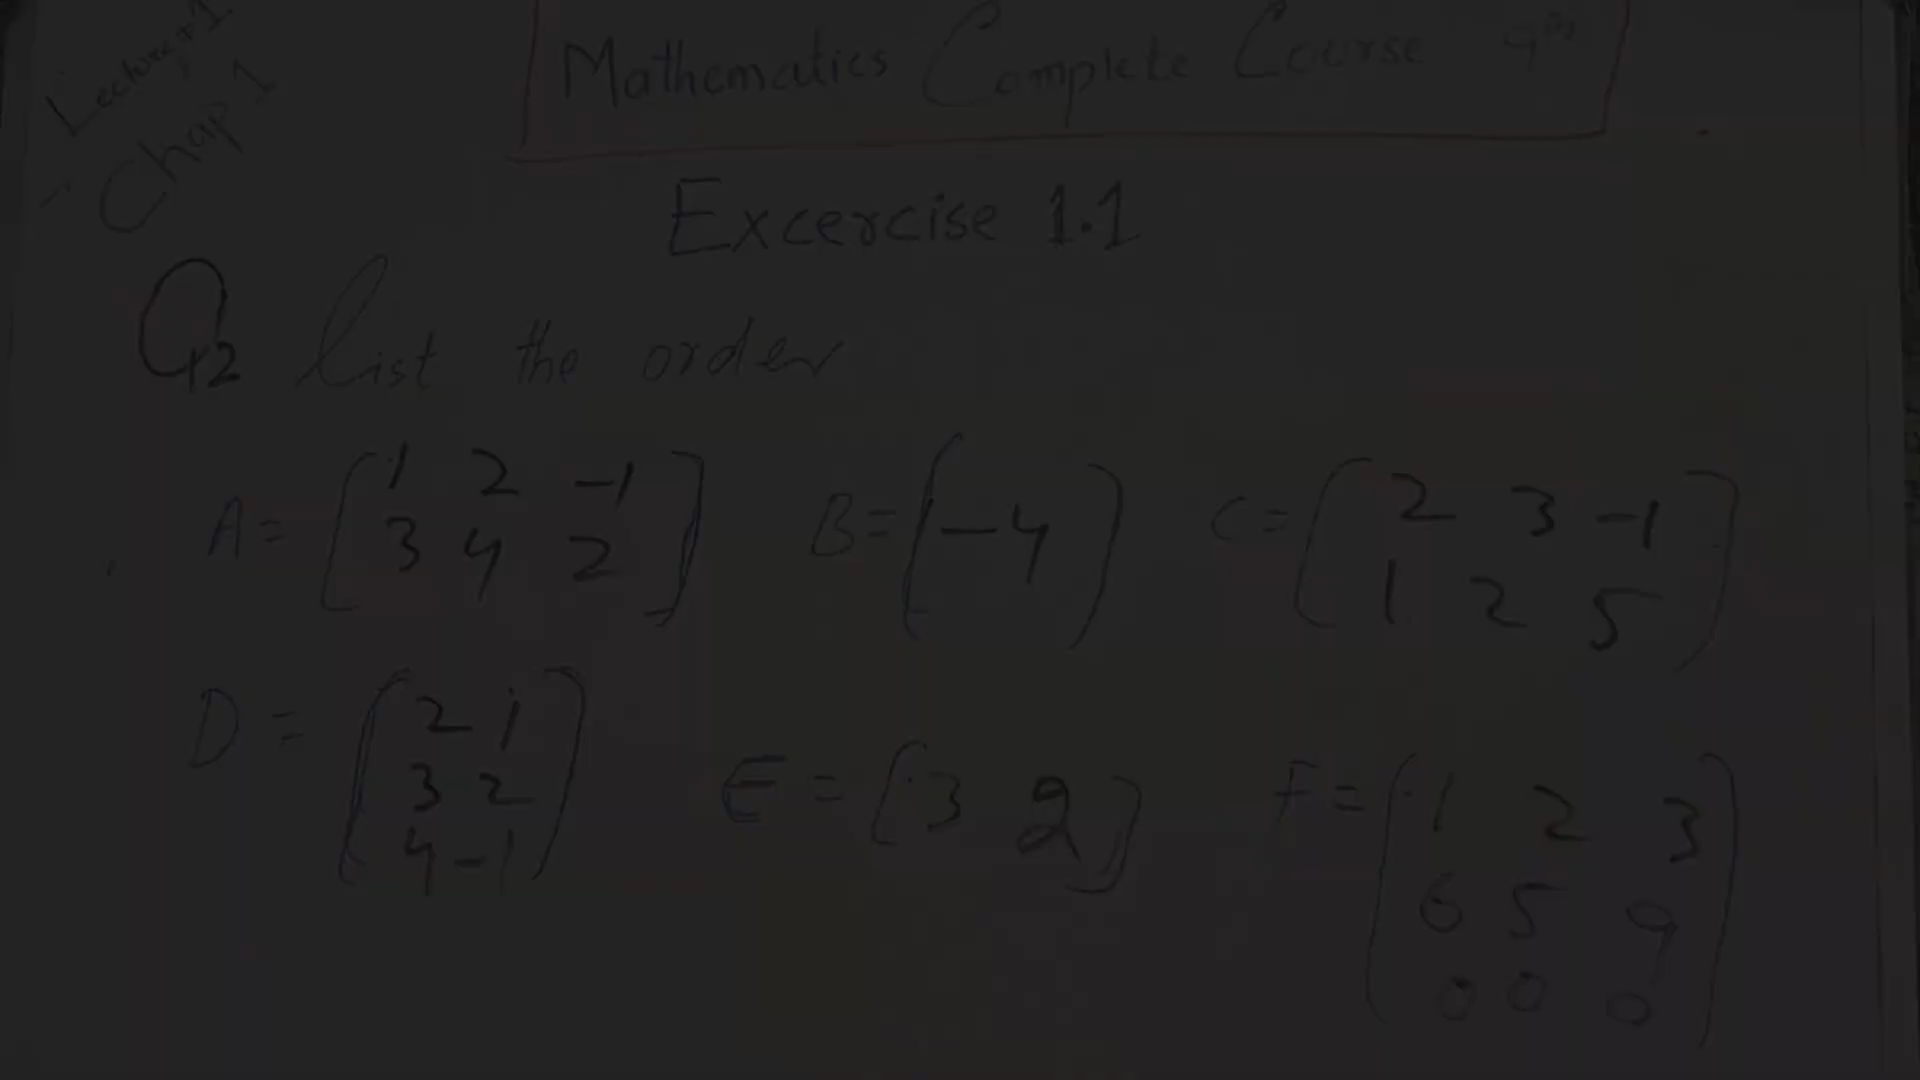 Lecture, 1
Chap 1
Mathematics Complete Course 9th
Excercise 1.1
Q,2 List the order
A = [1 2 -1
3 4 2]
B = (-4)
C = (2 3 -1
1 2 5)
D = (2 1
3 2
4 -1)
E = [3 2]
F = (1 2 3
6 5 9
0 0 0)